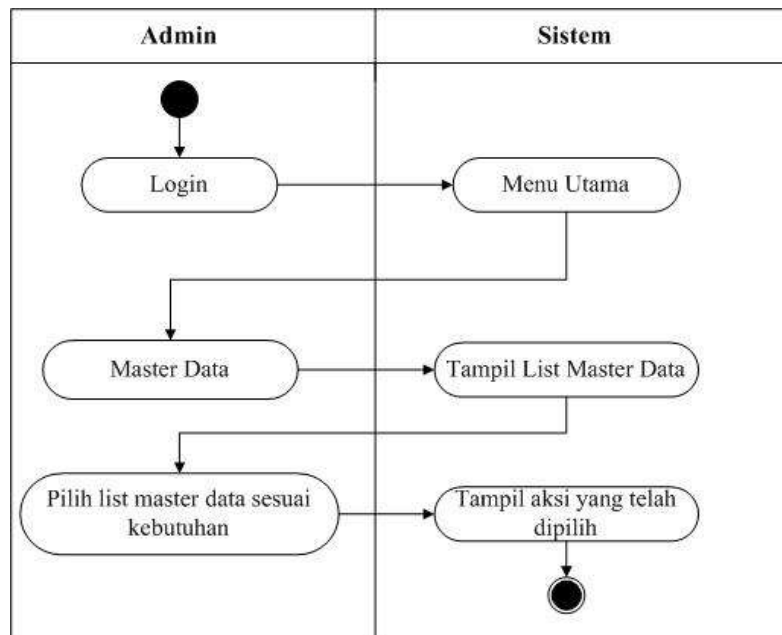 Admin
Sistem
Login
Menu Utama
Master Data
Tampil List Master Data
Pilih list master data sesuai
kebutuhan
Tampil aksi yang telah
dipilih